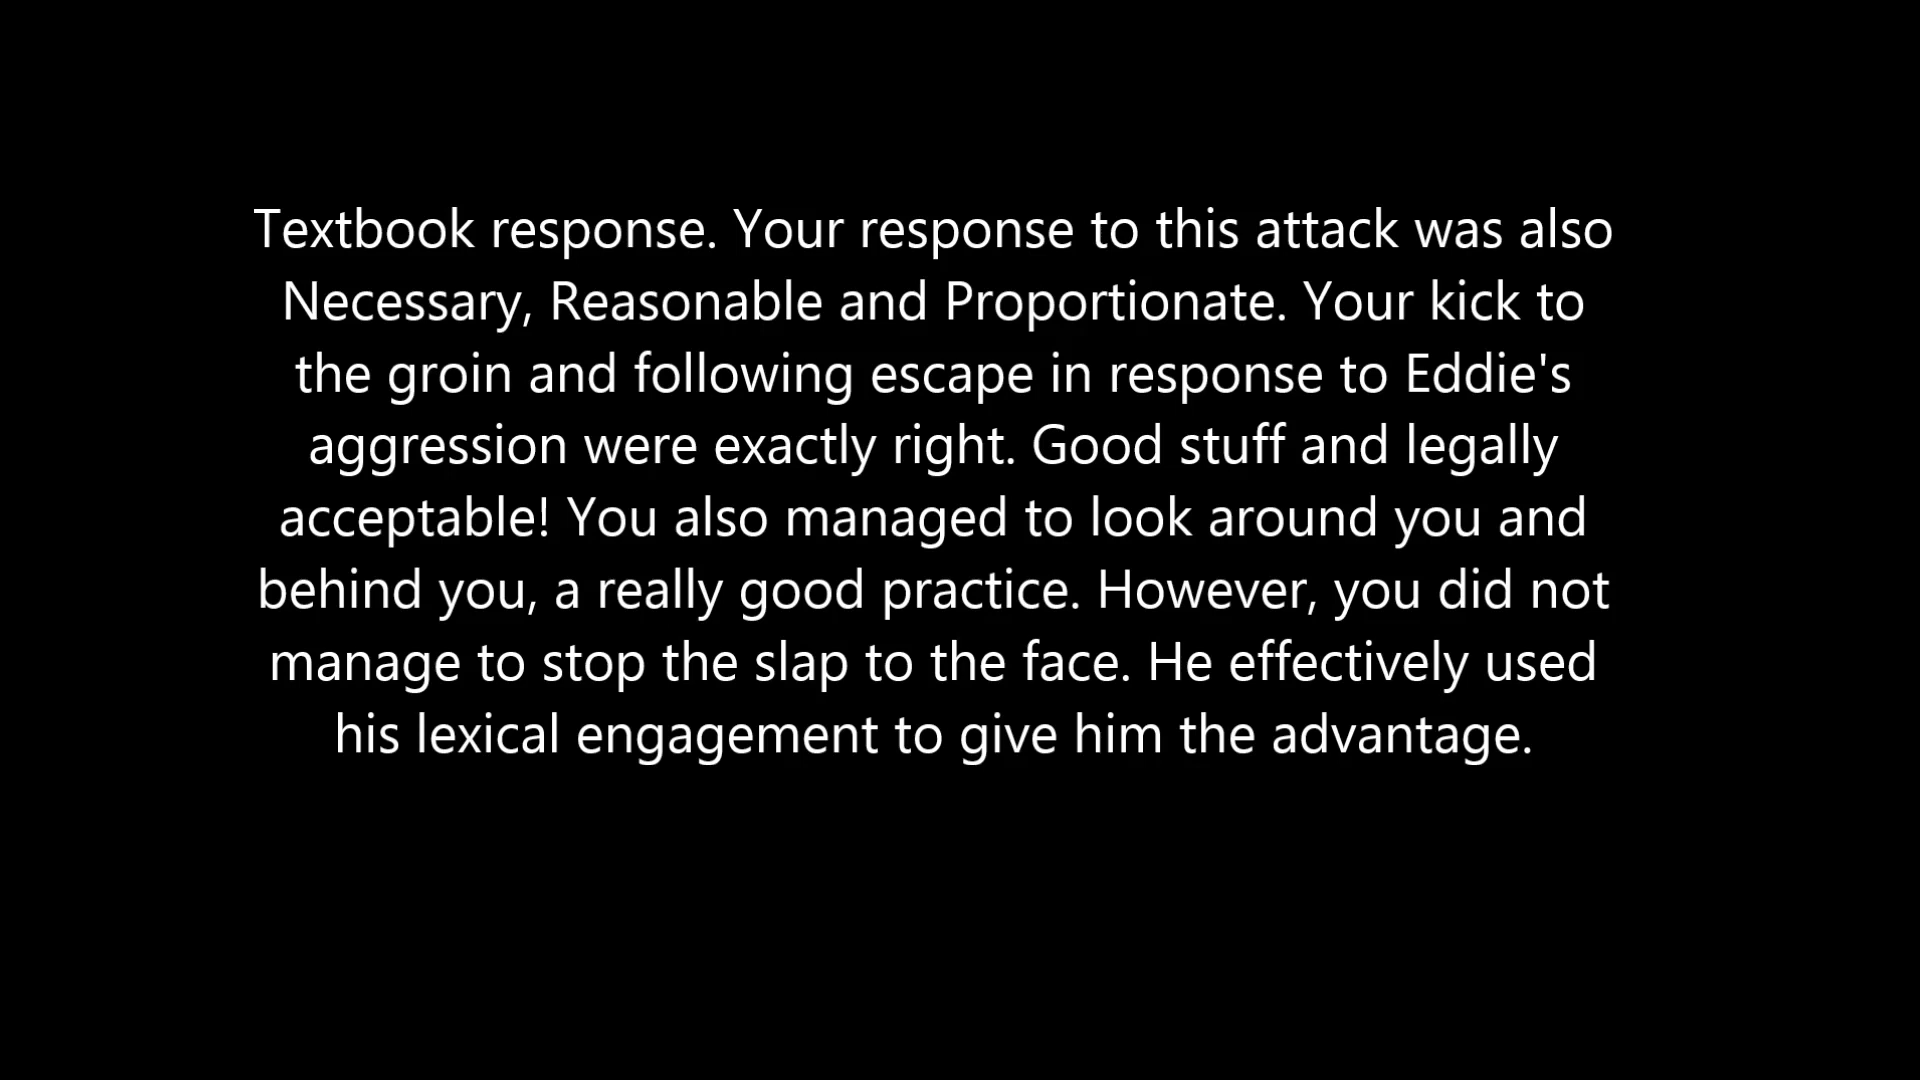 Textbook response. Your response to this attack was also
Necessary, Reasonable and Proportionate. Your kick to
the groin and following escape in response to Eddie's
aggression were exactly right. Good stuff and legally
acceptable! You also managed to look around you and
behind you, a really good practice. However, you did not
manage to stop the slap to the face. He effectively used
his lexical engagement to give him the advantage.